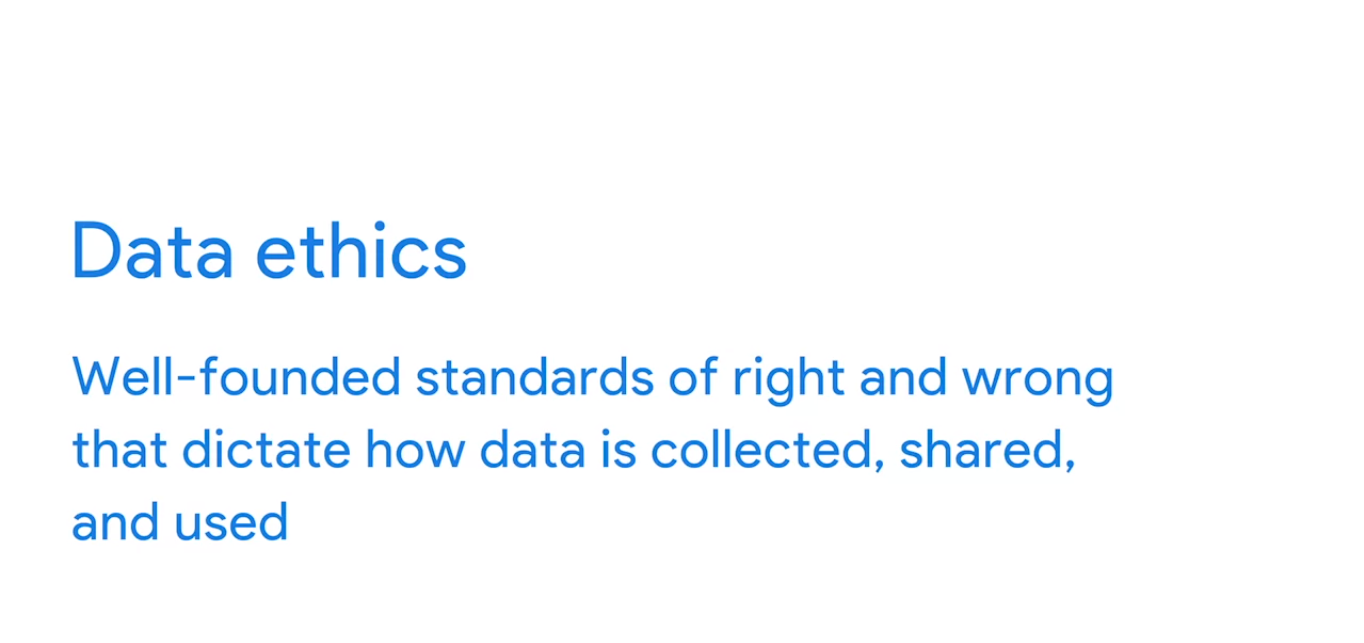 Data ethics
Well-founded standards of right and wrong
that dictate how data is collected, shared,
and used